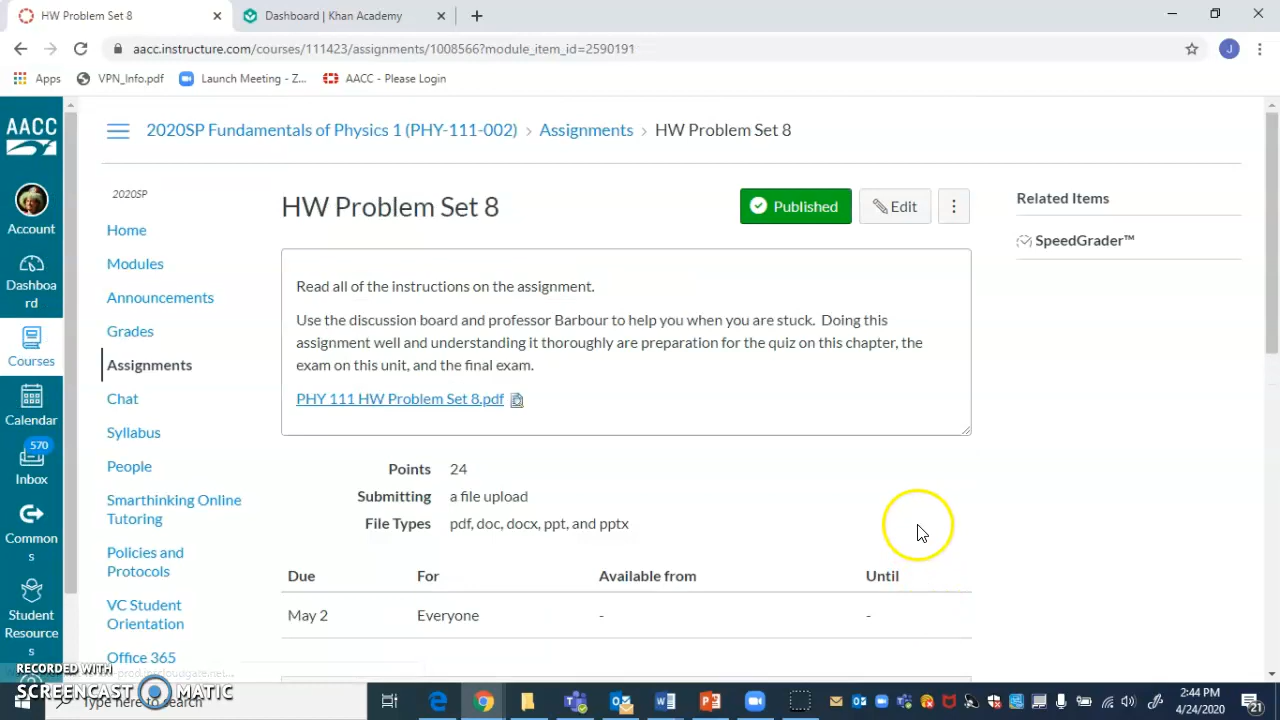 HW Problem Set 8
Dashboard | Khan Academy
aacc.instructure.com/courses/111423/assignments/1008566?module_item_id=2590191
J
Apps
VPN_Info.pdf
Launch Meeting - Z...
AACC - Please Login
AACC
Account
Dashboa
rd
Courses
Calendar
570
Inbox
Common
s
Student
Resource
s
2020SP Fundamentals of Physics 1 (PHY-111-002) › Assignments › HW Problem Set 8
2020SP
Home
Modules
Announcements
Grades
Assignments
Chat
Syllabus
People
Smarthinking Online
Tutoring
Policies and
Protocols
VC Student
Orientation
Office 365
HW Problem Set 8
Published
Edit
Related Items
SpeedGrader™
Read all of the instructions on the assignment.
Use the discussion board and professor Barbour to help you when you are stuck. Doing this
assignment well and understanding it thoroughly are preparation for the quiz on this chapter, the
exam on this unit, and the final exam.
PHY 111 HW Problem Set 8.pdf
Points 24
Submitting a file upload
File Types pdf, doc, docx, ppt, and pptx
Due For Available from Until
May 2 Everyone - -
RECORDED WITH
SCREENCAST MATIC
Type here to search
2:44 PM
4/24/2020
21